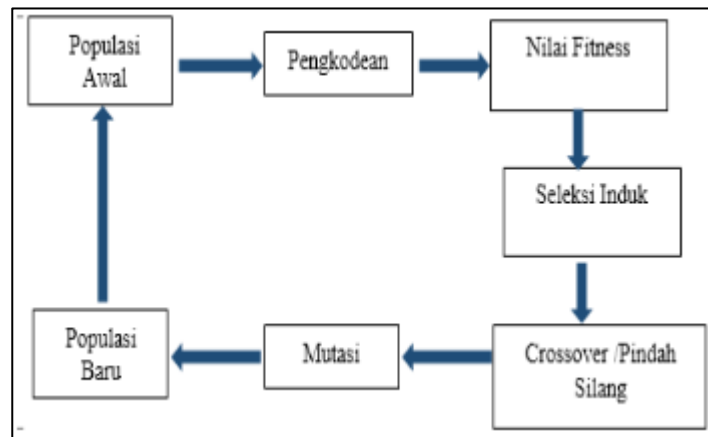 Populasi
Awal
Pengkodean
Nilai Fitness
Seleksi Induk
Crossover /Pindah
Silang
Mutasi
Populasi
Baru